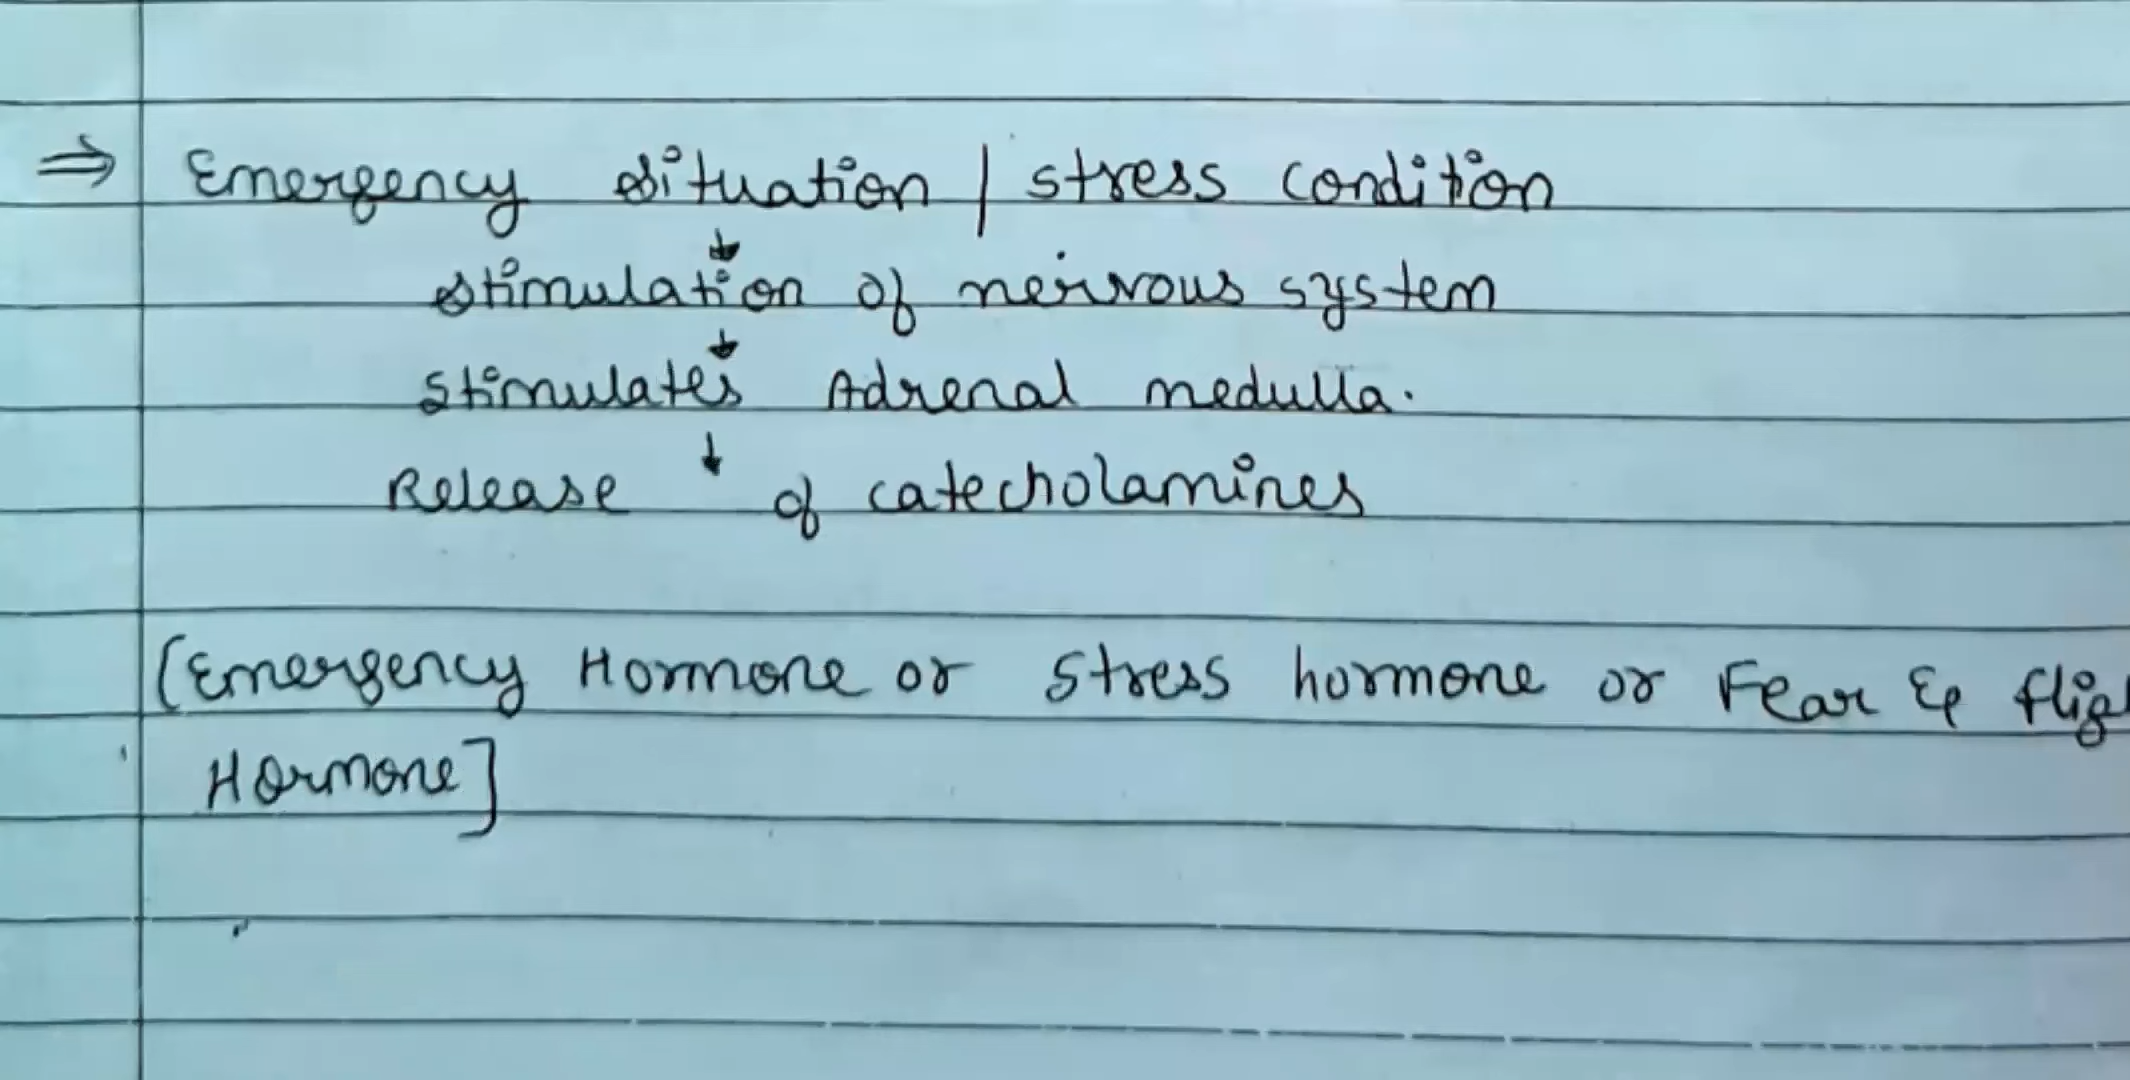 ⇒ Emergency situation / stress condition
↓
stimulation of nervous system
↓
stimulates Adrenal medulla.
↓
Release of catecholamines
[Emergency Hormone or stress hormone or Fear & flig
Hormone]